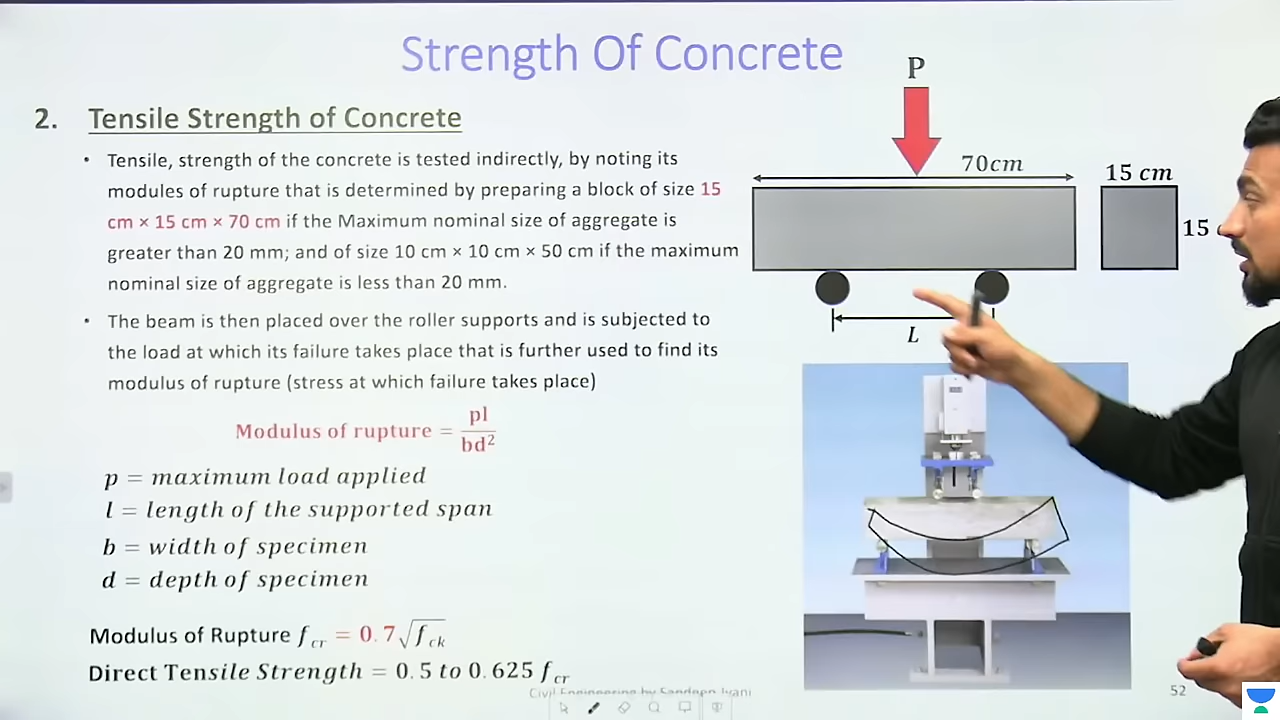 Strength Of Concrete
P
2. Tensile Strength of Concrete
• Tensile, strength of the concrete is tested indirectly, by noting its
modules of rupture that is determined by preparing a block of size 15
cm × 15 cm × 70 cm if the Maximum nominal size of aggregate is
greater than 20 mm; and of size 10 cm × 10 cm × 50 cm if the maximum
nominal size of aggregate is less than 20 mm.
70cm
15 cm
15
L
• The beam is then placed over the roller supports and is subjected to
the load at which its failure takes place that is further used to find its
modulus of rupture (stress at which failure takes place)
Modulus of rupture = pl/bd²
p = maximum load applied
l = length of the supported span
b = width of specimen
d = depth of specimen
Modulus of Rupture f_cr = 0.7√f_ck
Direct Tensile Strength = 0.5 to 0.625 f_cr
Civil Engineering by Sandeep Jyani
52